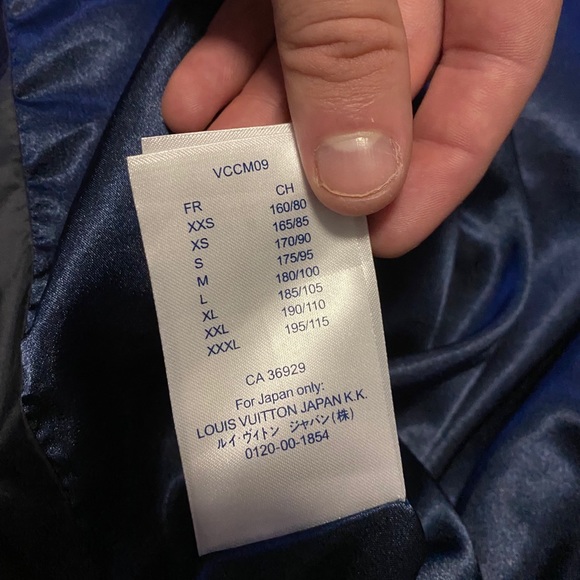 VCCM09
FR CH
XXS 160/80
XS 165/85
S 170/90
M 175/95
L 180/100
XL 185/105
XXL 190/110
XXXL 195/115
CA 36929
For Japan only:
LOUIS VUITTON JAPAN K.K.
ルイ・ヴィトン ジャパン(株)
0120-00-1854